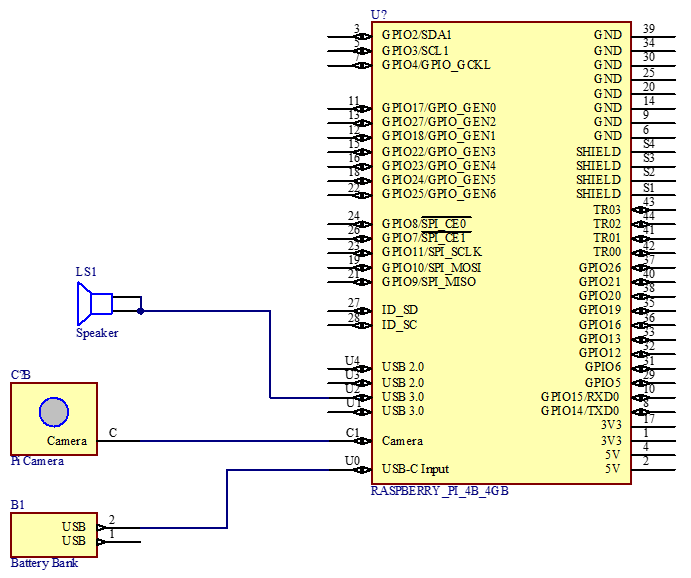 U?
3 GPIO2/SDA1 GND 39
5 GPIO3/SCL1 GND 34
7 GPIO4/GPIO_GCKL GND 30
GND 25
GND 20
11 GPIO17/GPIO_GEN0 GND 14
13 GPIO27/GPIO_GEN2 GND 9
12 GPIO18/GPIO_GEN1 GND 6
15 GPIO22/GPIO_GEN3 SHIELD S4
16 GPIO23/GPIO_GEN4 SHIELD S3
18 GPIO24/GPIO_GEN5 SHIELD S2
22 GPIO25/GPIO_GEN6 SHIELD S1
TR03 43
24 GPIO8/SPI_CE0 TR02 44
26 GPIO7/SPI_CE1 TR01 41
23 GPIO11/SPI_SCLK TR00 42
19 GPIO10/SPI_MOSI GPIO26 37
21 GPIO9/SPI_MISO GPIO21 40
GPIO20 38
27 ID_SD GPIO19 35
28 ID_SC GPIO16 36
GPIO13 33
GPIO12 32
U4 USB 2.0 GPIO6 31
U3 USB 2.0 GPIO5 29
U2 USB 3.0 GPIO15/RXD0 10
U1 USB 3.0 GPIO14/TXD0 8
3V3 17
C1 Camera 3V3 1
5V 4
U0 USB-C Input 5V 2
RASPBERRY_PI_4B_4GB
LS1
Speaker
C?B
Camera C
Pi Camera
B1
USB 2
USB 1
Battery Bank